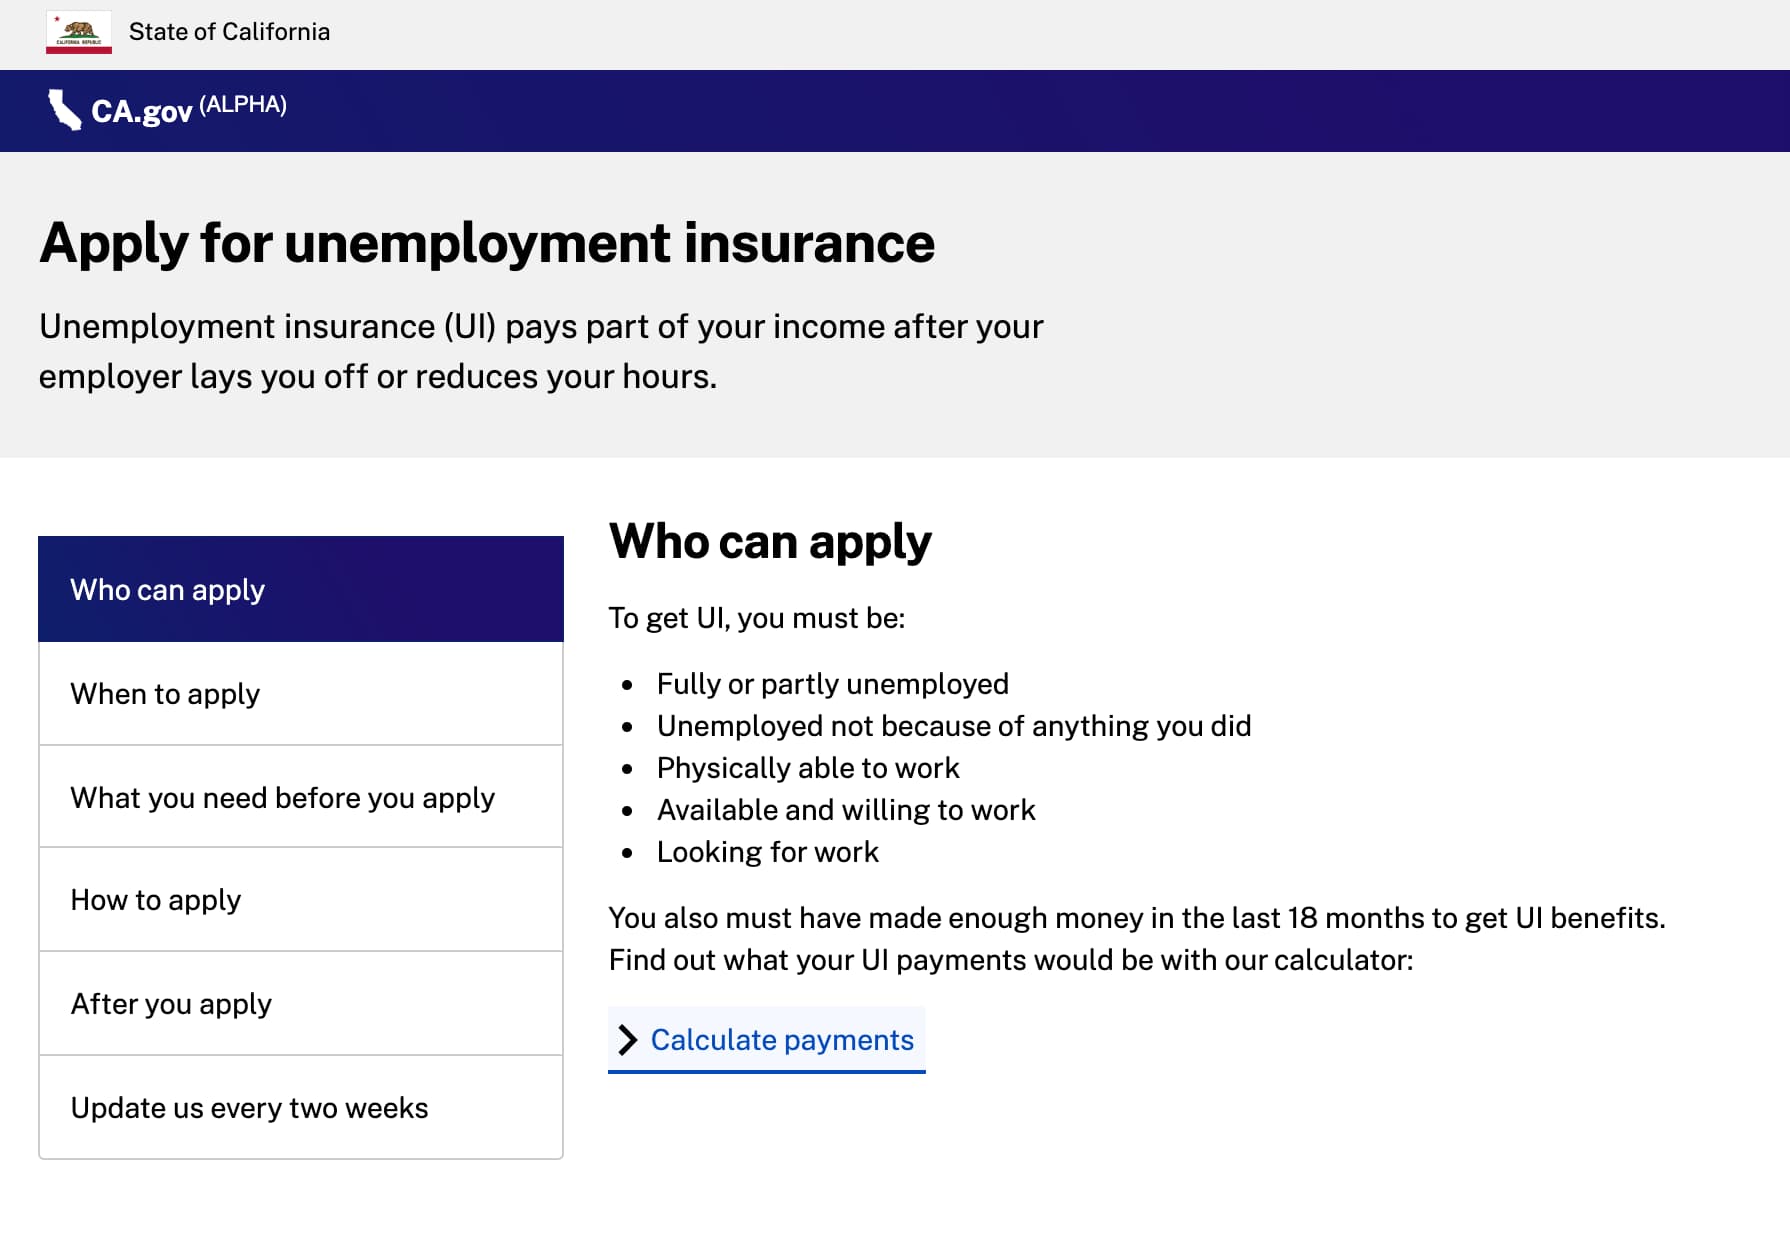 CALIFORNIA REPUBLIC
State of California
CA.gov (ALPHA)
Apply for unemployment insurance
Unemployment insurance (UI) pays part of your income after your
employer lays you off or reduces your hours.
Who can apply
When to apply
What you need before you apply
How to apply
After you apply
Update us every two weeks
Who can apply
To get UI, you must be:
• Fully or partly unemployed
• Unemployed not because of anything you did
• Physically able to work
• Available and willing to work
• Looking for work
You also must have made enough money in the last 18 months to get UI benefits.
Find out what your UI payments would be with our calculator:
Calculate payments